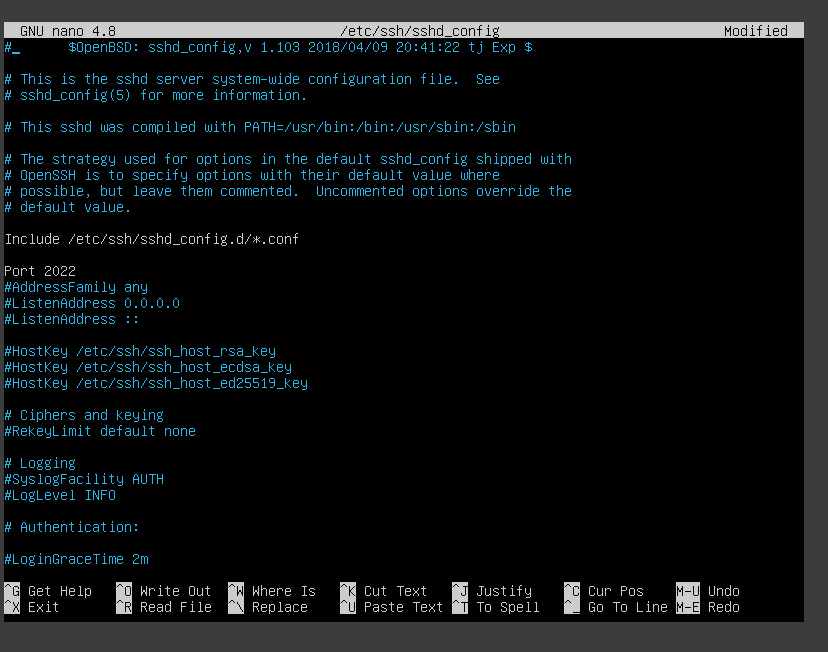 GNU nano 4.8 /etc/ssh/sshd_config Modified
#_ $OpenBSD: sshd_config,v 1.103 2018/04/09 20:41:22 tj Exp $
# This is the sshd server system-wide configuration file. See
# sshd_config(5) for more information.
# This sshd was compiled with PATH=/usr/bin:/bin:/usr/sbin:/sbin
# The strategy used for options in the default sshd_config shipped with
# OpenSSH is to specify options with their default value where
# possible, but leave them commented. Uncommented options override the
# default value.
Include /etc/ssh/sshd_config.d/*.conf
Port 2022
#AddressFamily any
#ListenAddress 0.0.0.0
#ListenAddress ::
#HostKey /etc/ssh/ssh_host_rsa_key
#HostKey /etc/ssh/ssh_host_ecdsa_key
#HostKey /etc/ssh/ssh_host_ed25519_key
# Ciphers and keying
#RekeyLimit default none
# Logging
#SyslogFacility AUTH
#LogLevel INFO
# Authentication:
#LoginGraceTime 2m
^G Get Help ^O Write Out ^W Where Is ^K Cut Text ^J Justify ^C Cur Pos M-U Undo
^X Exit ^R Read File ^\ Replace ^U Paste Text ^T To Spell ^_ Go To Line M-E Redo